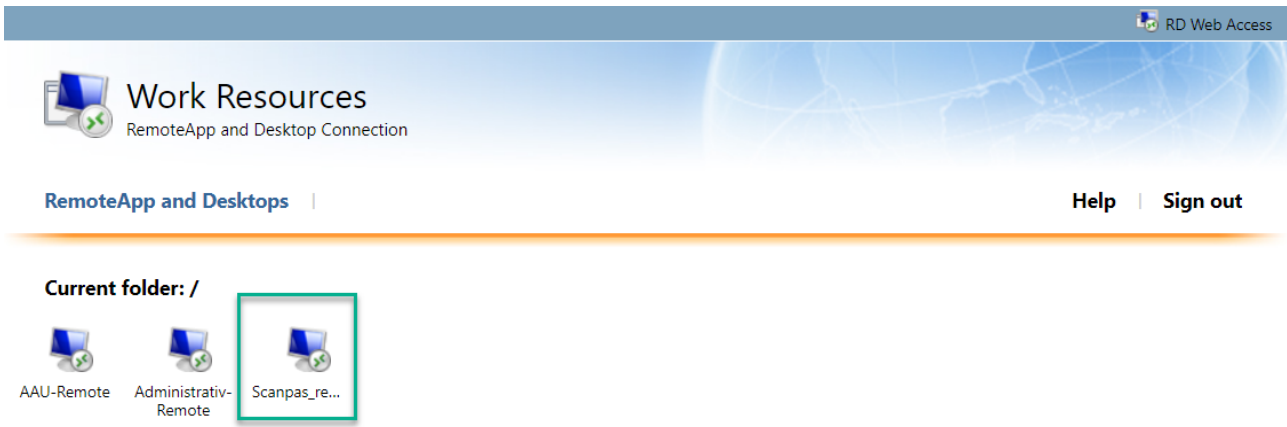 RD Web Access
Work Resources
RemoteApp and Desktop Connection
RemoteApp and Desktops | Help | Sign out
Current folder: /
AAU-Remote
Administrativ-
Remote
Scanpas_re...